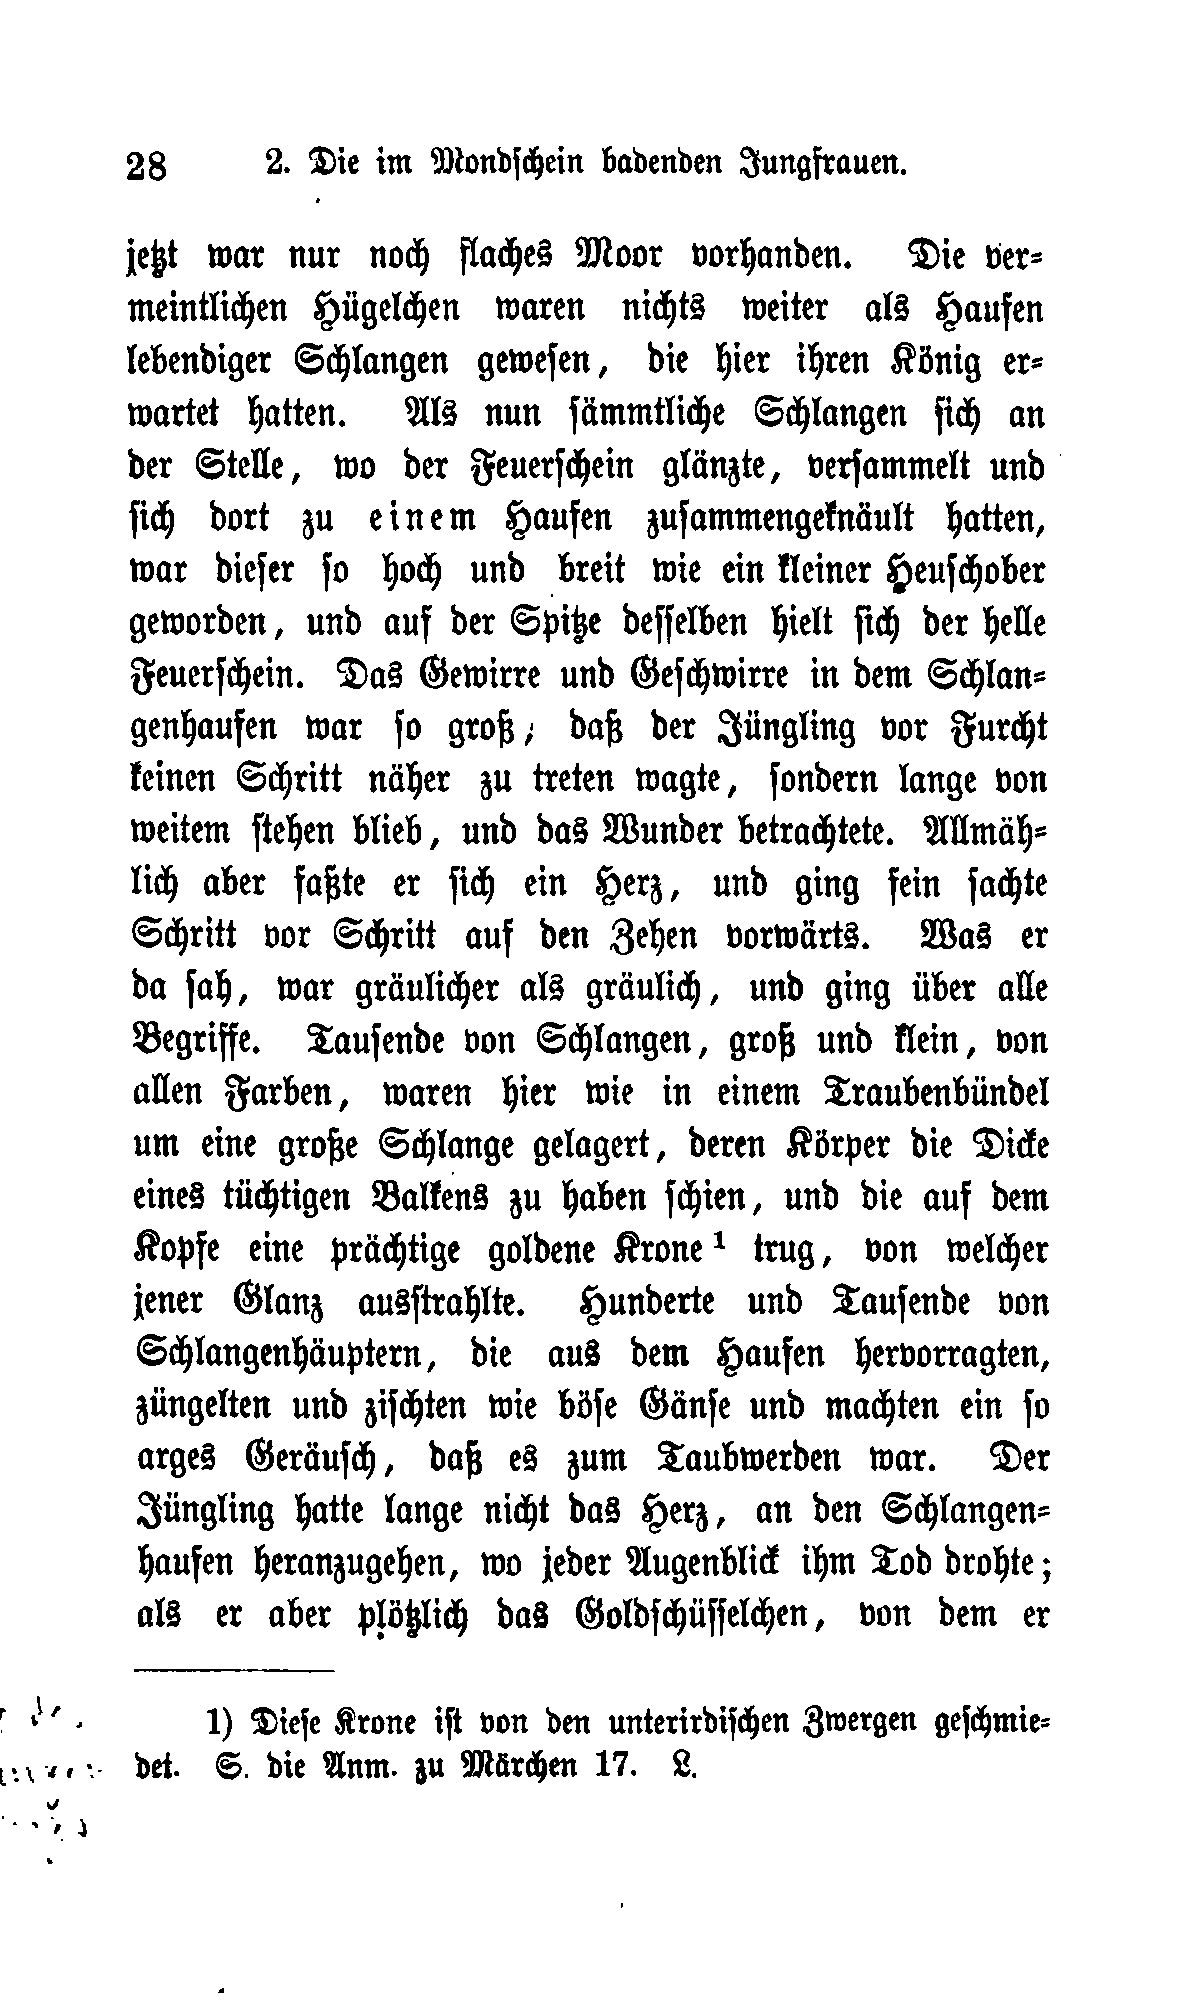 28 2. Die im Mondschein badenden Jungfrauen.
jetzt war nur noch flaches Moor vorhanden. Die ver-
meintlichen Hügelchen waren nichts weiter als Haufen
lebendiger Schlangen gewesen, die hier ihren König er-
wartet hatten. Als nun sämmtliche Schlangen sich an
der Stelle, wo der Feuerschein glänzte, versammelt und
sich dort zu einem Haufen zusammengeknäult hatten,
war dieser so hoch und breit wie ein kleiner Heuschober
geworden, und auf der Spitze desselben hielt sich der helle
Feuerschein. Das Gewirre und Geschwirre in dem Schlan-
genhaufen war so groß, daß der Jüngling vor Furcht
keinen Schritt näher zu treten wagte, sondern lange von
weitem stehen blieb, und das Wunder betrachtete. Allmäh-
lich aber faßte er sich ein Herz, und ging fein sachte
Schritt vor Schritt auf den Zehen vorwärts. Was er
da sah, war gräulicher als gräulich, und ging über alle
Begriffe. Tausende von Schlangen, groß und klein, von
allen Farben, waren hier wie in einem Traubenbündel
um eine große Schlange gelagert, deren Körper die Dicke
eines tüchtigen Balkens zu haben schien, und die auf dem
Kopfe eine prächtige goldene Krone¹ trug, von welcher
jener Glanz ausstrahlte. Hunderte und Tausende von
Schlangenhäuptern, die aus dem Haufen hervorragten,
züngelten und zischten wie böse Gänse und machten ein so
arges Geräusch, daß es zum Taubwerden war. Der
Jüngling hatte lange nicht das Herz, an den Schlangen-
haufen heranzugehen, wo jeder Augenblick ihm Tod drohte;
als er aber plötzlich das Goldschüsselchen, von dem er
1) Diese Krone ist von den unterirdischen Zwergen geschmie-
det. S. die Anm. zu Märchen 17. L.